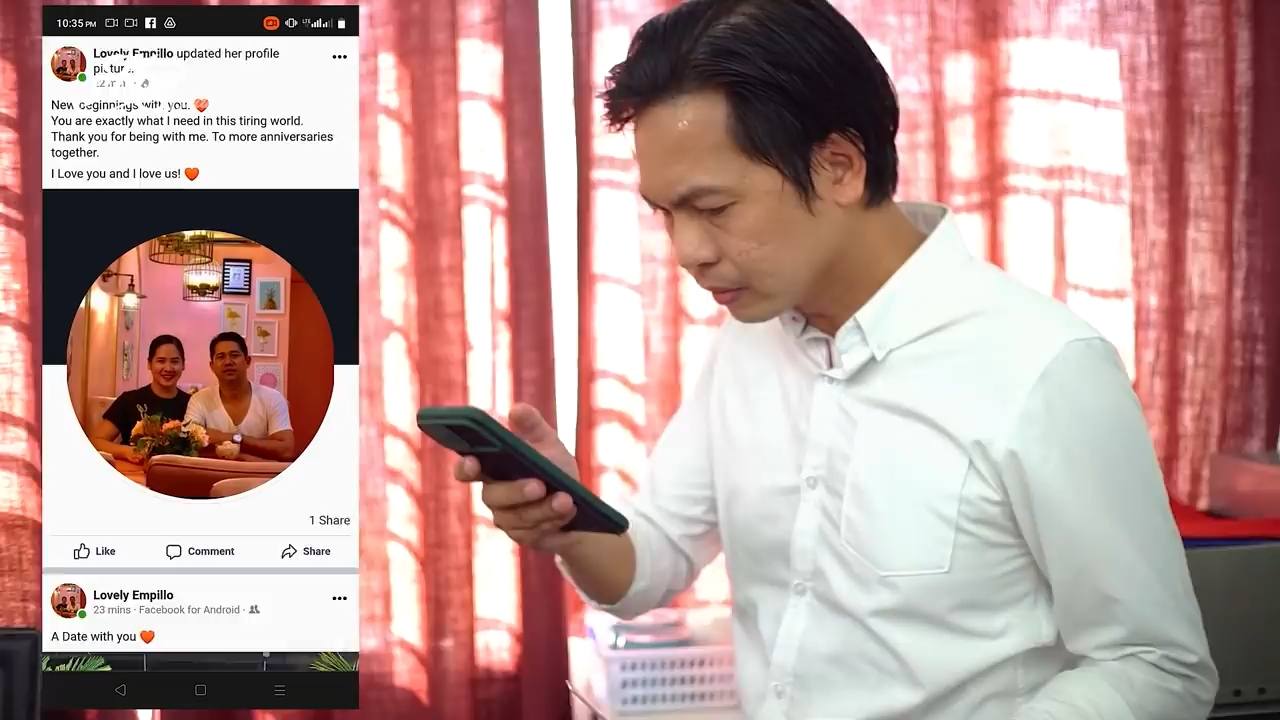 10:35 PM
Lovely Empillo updated her profile
picture.
New beginnings with you. 
You are exactly what I need in this tiring world.
Thank you for being with me. To more anniversaries
together.
I Love you and I love us! 
1 Share
Like
Comment
Share
Lovely Empillo
23 mins · Facebook for Android ·
A Date with you